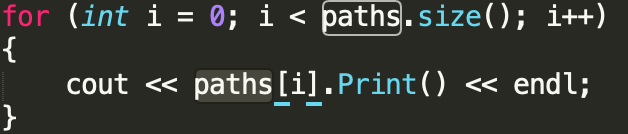 for (int i = 0; i < paths.size(); i++)
{
    cout << paths[i].Print() << endl;
}